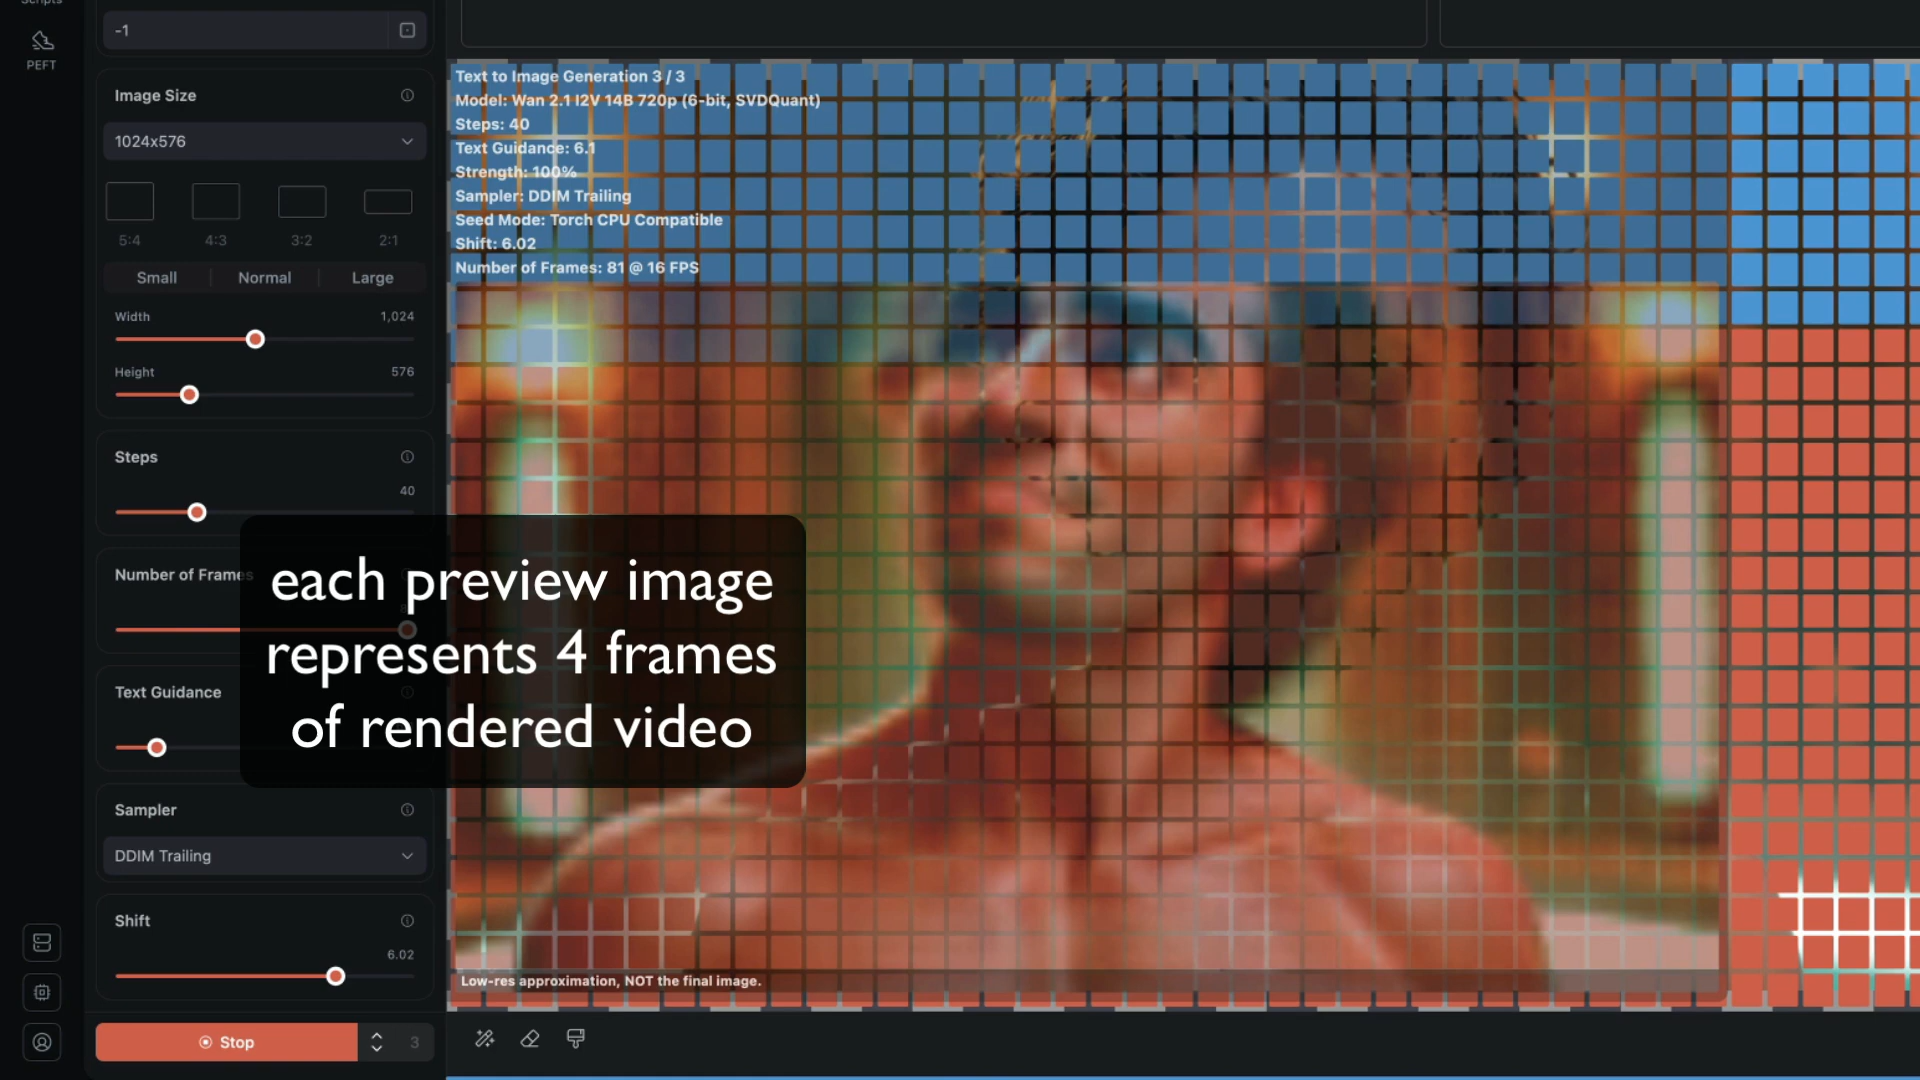 Scripts
PEFT
-1
Image Size
1024x576
5:4
4:3
3:2
2:1
Small
Normal
Large
Width
1,024
Height
576
Steps
40
Number of Frames
Text Guidance
Sampler
DDIM Trailing
Shift
6.02
Stop
3
Text to Image Generation 3 / 3
Model: Wan 2.1 I2V 14B 720p (6-bit, SVDQuant)
Steps: 40
Text Guidance: 6.1
Strength: 100%
Sampler: DDIM Trailing
Seed Mode: Torch CPU Compatible
Shift: 6.02
Number of Frames: 81 @ 16 FPS
each preview image
represents 4 frames
of rendered video
Low-res approximation, NOT the final image.